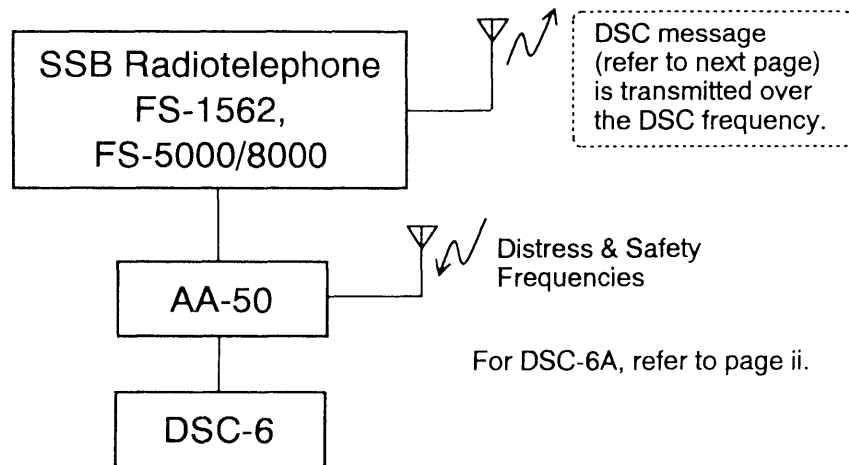 SSB Radiotelephone
FS-1562,
FS-5000/8000
DSC message
(refer to next page)
is transmitted over
the DSC frequency.
AA-50
Distress & Safety
Frequencies
For DSC-6A, refer to page ii.
DSC-6